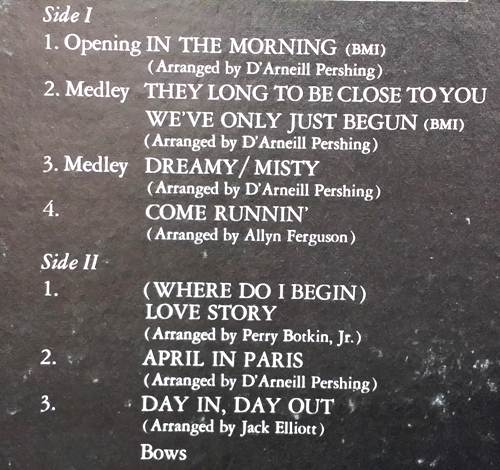 Side I
1. Opening IN THE MORNING (BMI)
(Arranged by D'Arneill Pershing)
2. Medley THEY LONG TO BE CLOSE TO YOU
WE'VE ONLY JUST BEGUN (BMI)
(Arranged by D'Arneill Pershing)
3. Medley DREAMY/MISTY
(Arranged by D'Arneill Pershing)
4. COME RUNNIN'
(Arranged by Allyn Ferguson)
Side II
1. (WHERE DO I BEGIN)
LOVE STORY
(Arranged by Perry Botkin, Jr.)
2. APRIL IN PARIS
(Arranged by D'Arneill Pershing)
3. DAY IN, DAY OUT
(Arranged by Jack Elliott)
Bows